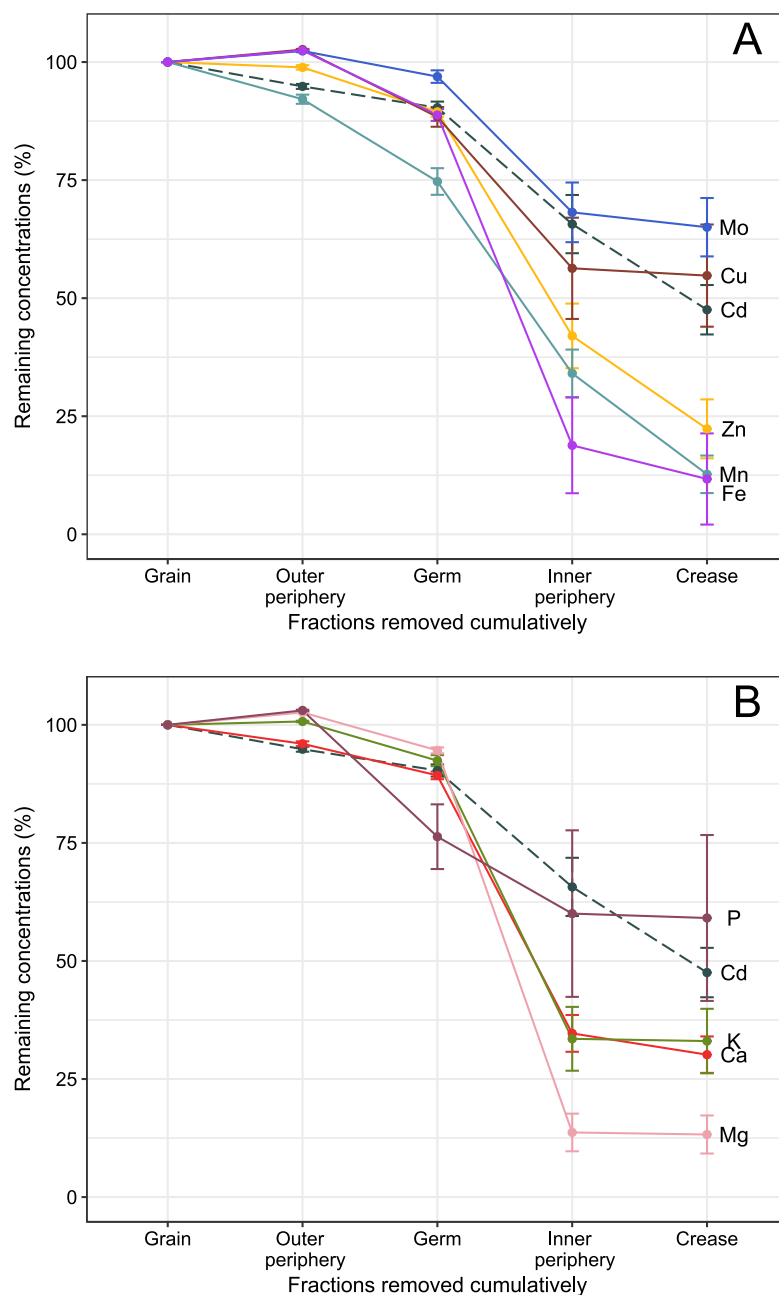 A
Remaining concentrations (%)
100
75
50
25
0
Mo
Cu
Cd
Zn
Mn
Fe
Grain
Outer
periphery
Germ
Inner
periphery
Crease
Fractions removed cumulatively
B
Remaining concentrations (%)
100
75
50
25
0
P
Cd
K
Ca
Mg
Grain
Outer
periphery
Germ
Inner
periphery
Crease
Fractions removed cumulatively